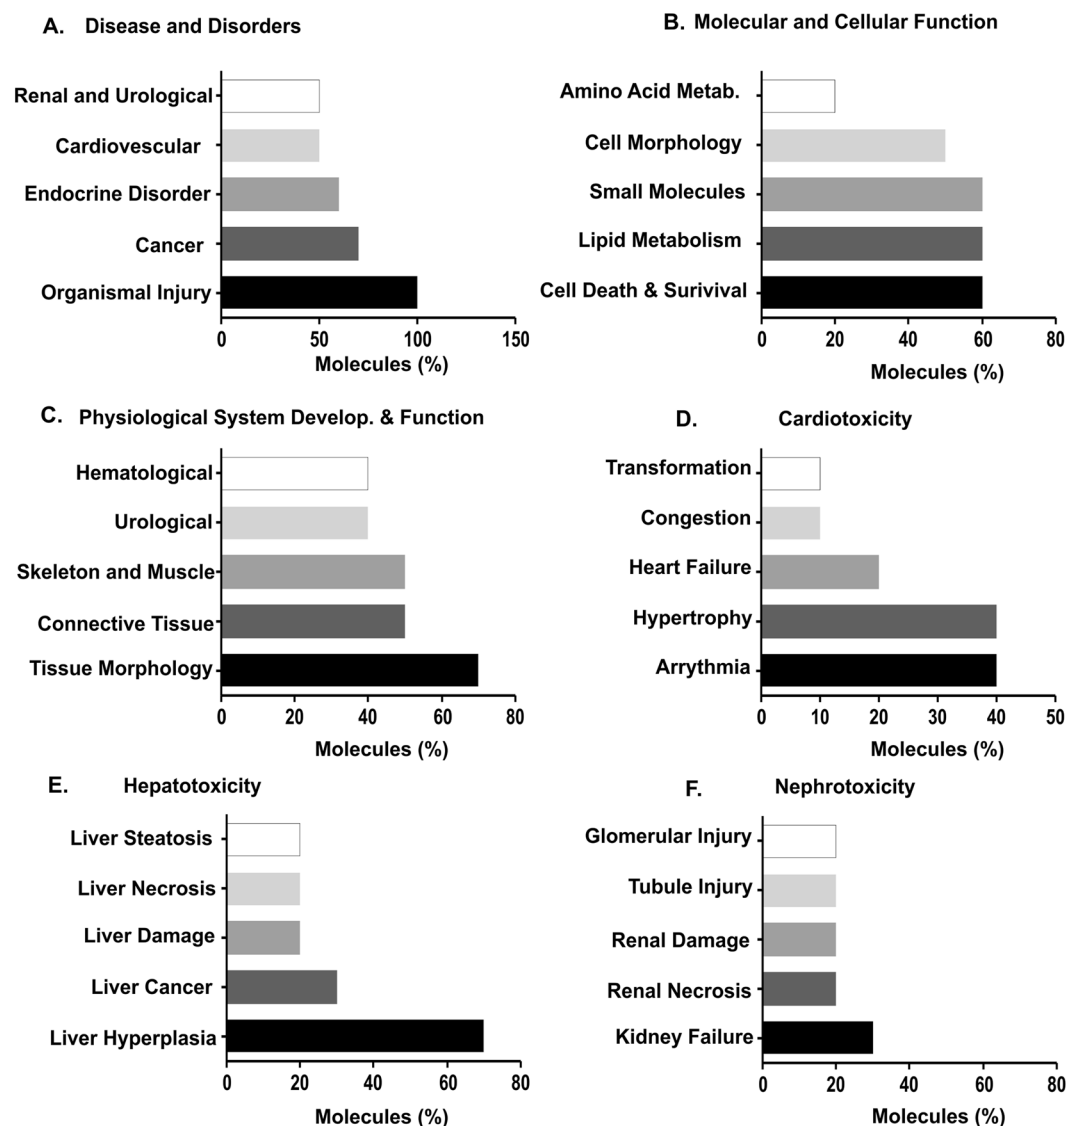 A. Disease and Disorders
Renal and Urological
Cardiovescular
Endocrine Disorder
Cancer
Organismal Injury
0 50 100 150
Molecules (%)
B. Molecular and Cellular Function
Amino Acid Metab.
Cell Morphology
Small Molecules
Lipid Metabolism
Cell Death & Surivival
0 20 40 60 80
Molecules (%)
C. Physiological System Develop. & Function
Hematological
Urological
Skeleton and Muscle
Connective Tissue
Tissue Morphology
0 20 40 60 80
Molecules (%)
D. Cardiotoxicity
Transformation
Congestion
Heart Failure
Hypertrophy
Arrythmia
0 10 20 30 40 50
Molecules (%)
E. Hepatotoxicity
Liver Steatosis
Liver Necrosis
Liver Damage
Liver Cancer
Liver Hyperplasia
0 20 40 60 80
Molecules (%)
F. Nephrotoxicity
Glomerular Injury
Tubule Injury
Renal Damage
Renal Necrosis
Kidney Failure
0 20 40 60 80
Molecules (%)